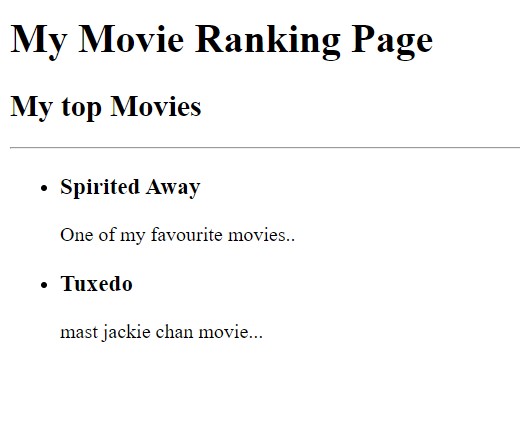 My Movie Ranking Page
My top Movies
Spirited Away
One of my favourite movies..
Tuxedo
mast jackie chan movie...